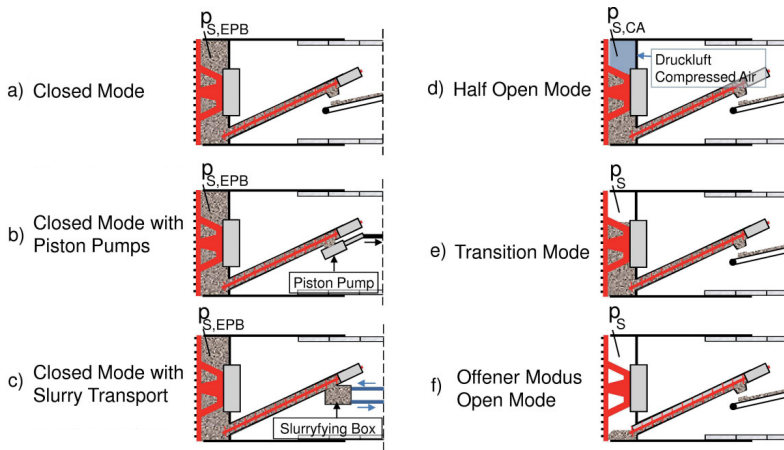 p
S,EPB
a) Closed Mode
p
S,EPB
b) Closed Mode with
Piston Pumps
Piston Pump
p
S,EPB
c) Closed Mode with
Slurry Transport
Slurryfying Box
p
S,CA
Druckluft
Compressed Air
d) Half Open Mode
p
S
e) Transition Mode
p
S
f) Offener Modus
Open Mode